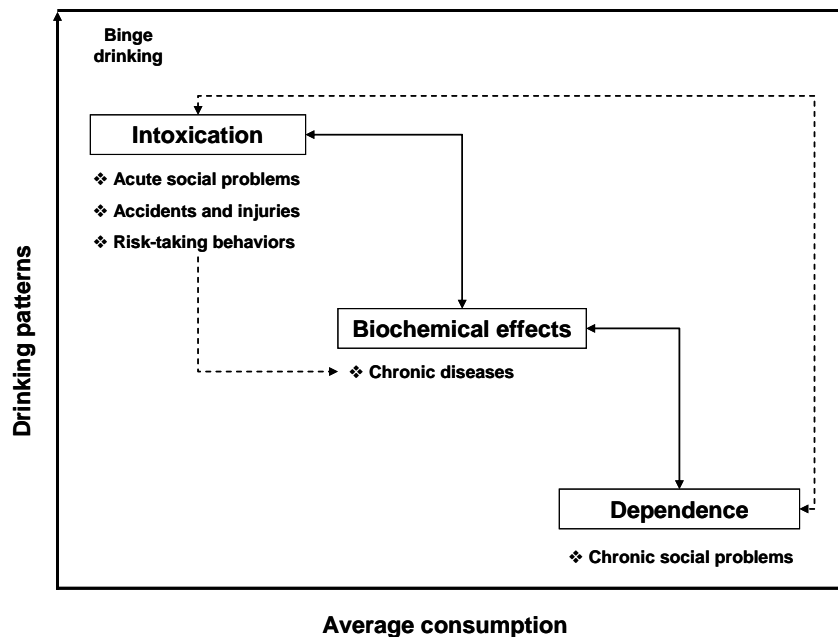 Binge
drinking
Intoxication
❖ Acute social problems
❖ Accidents and injuries
❖ Risk-taking behaviors
Biochemical effects
❖ Chronic diseases
Dependence
❖ Chronic social problems
Drinking patterns
Average consumption